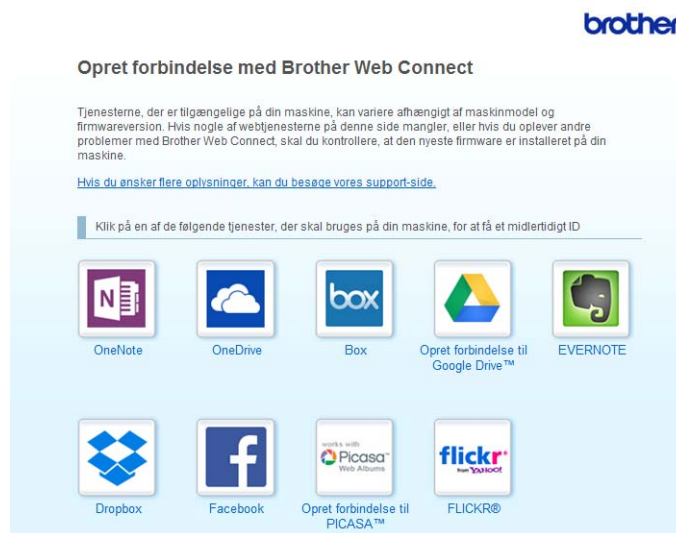 brother
Opret forbindelse med Brother Web Connect
Tjenesterne, der er tilgængelige på din maskine, kan variere afhængigt af maskinmodel og
firmwareversion. Hvis nogle af webtjenesterne på denne side mangler, eller hvis du oplever andre
problemer med Brother Web Connect, skal du kontrollere, at den nyeste firmware er installeret på din
maskine.
Hvis du ønsker flere oplysninger, kan du besøge vores support-side.
Klik på en af de følgende tjenester, der skal bruges på din maskine, for at få et midlertidigt ID
N
box
OneNote
OneDrive
Box
Opret forbindelse til
Google Drive™
EVERNOTE
f
works with
Picasa™
Web Albums
flickr®
from YAHOO!
Dropbox
Facebook
Opret forbindelse til
PICASA™
FLICKR®